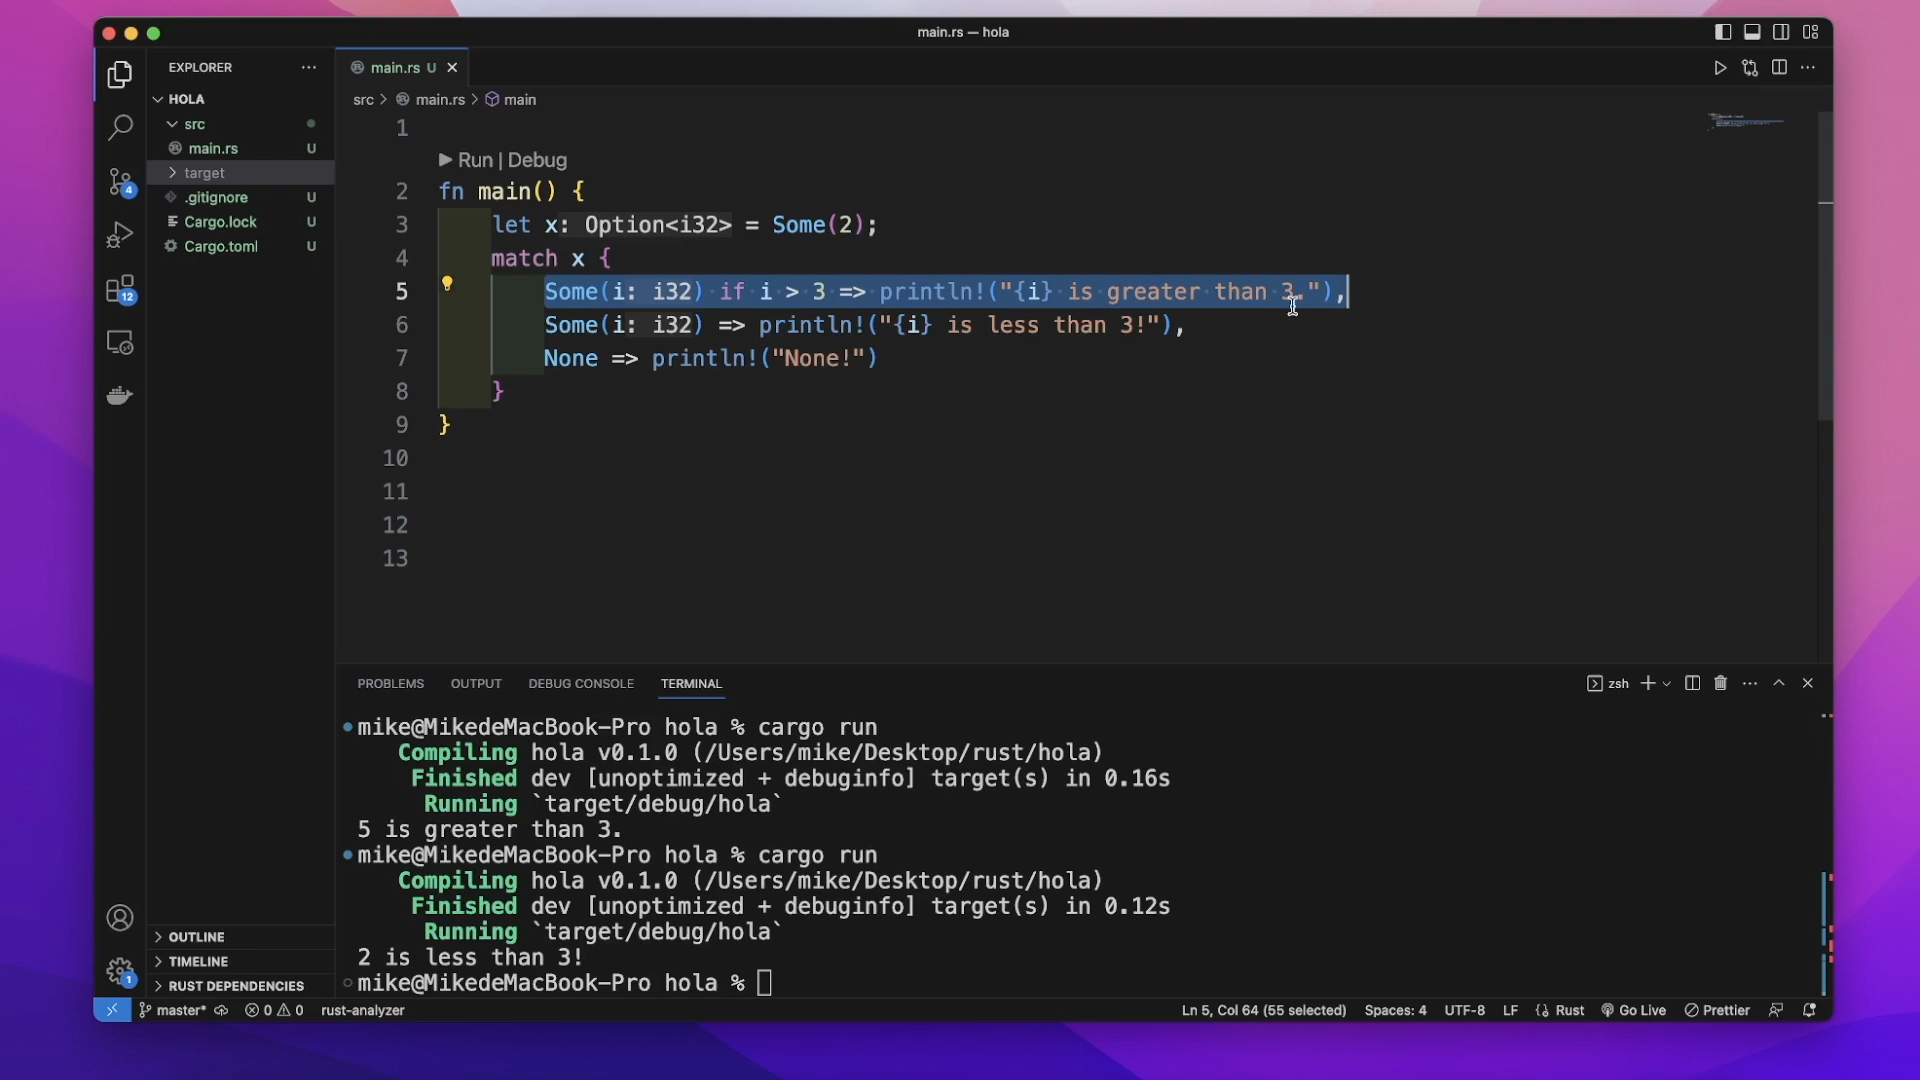 main.rs — hola
EXPLORER
main.rs U
HOLA
src > main.rs > main
src
main.rs U
target
.gitignore U
Cargo.lock U
Cargo.toml U
4
12
1
1
Run | Debug
2 fn main() {
3 let x: Option<i32> = Some(2);
4 match x {
5 Some(i: i32) if i > 3 => println!("{i} is greater than 3."),
6 Some(i: i32) => println!("{i} is less than 3!"),
7 None => println!("None!")
8 }
9 }
10
11
12
13
PROBLEMS OUTPUT DEBUG CONSOLE TERMINAL
zsh
mike@MikedeMacBook-Pro hola % cargo run
Compiling hola v0.1.0 (/Users/mike/Desktop/rust/hola)
Finished dev [unoptimized + debuginfo] target(s) in 0.16s
Running `target/debug/hola`
5 is greater than 3.
mike@MikedeMacBook-Pro hola % cargo run
Compiling hola v0.1.0 (/Users/mike/Desktop/rust/hola)
Finished dev [unoptimized + debuginfo] target(s) in 0.12s
Running `target/debug/hola`
2 is less than 3!
mike@MikedeMacBook-Pro hola %
OUTLINE
TIMELINE
RUST DEPENDENCIES
master* 0 0 rust-analyzer Ln 5, Col 64 (55 selected) Spaces: 4 UTF-8 LF {} Rust Go Live Prettier